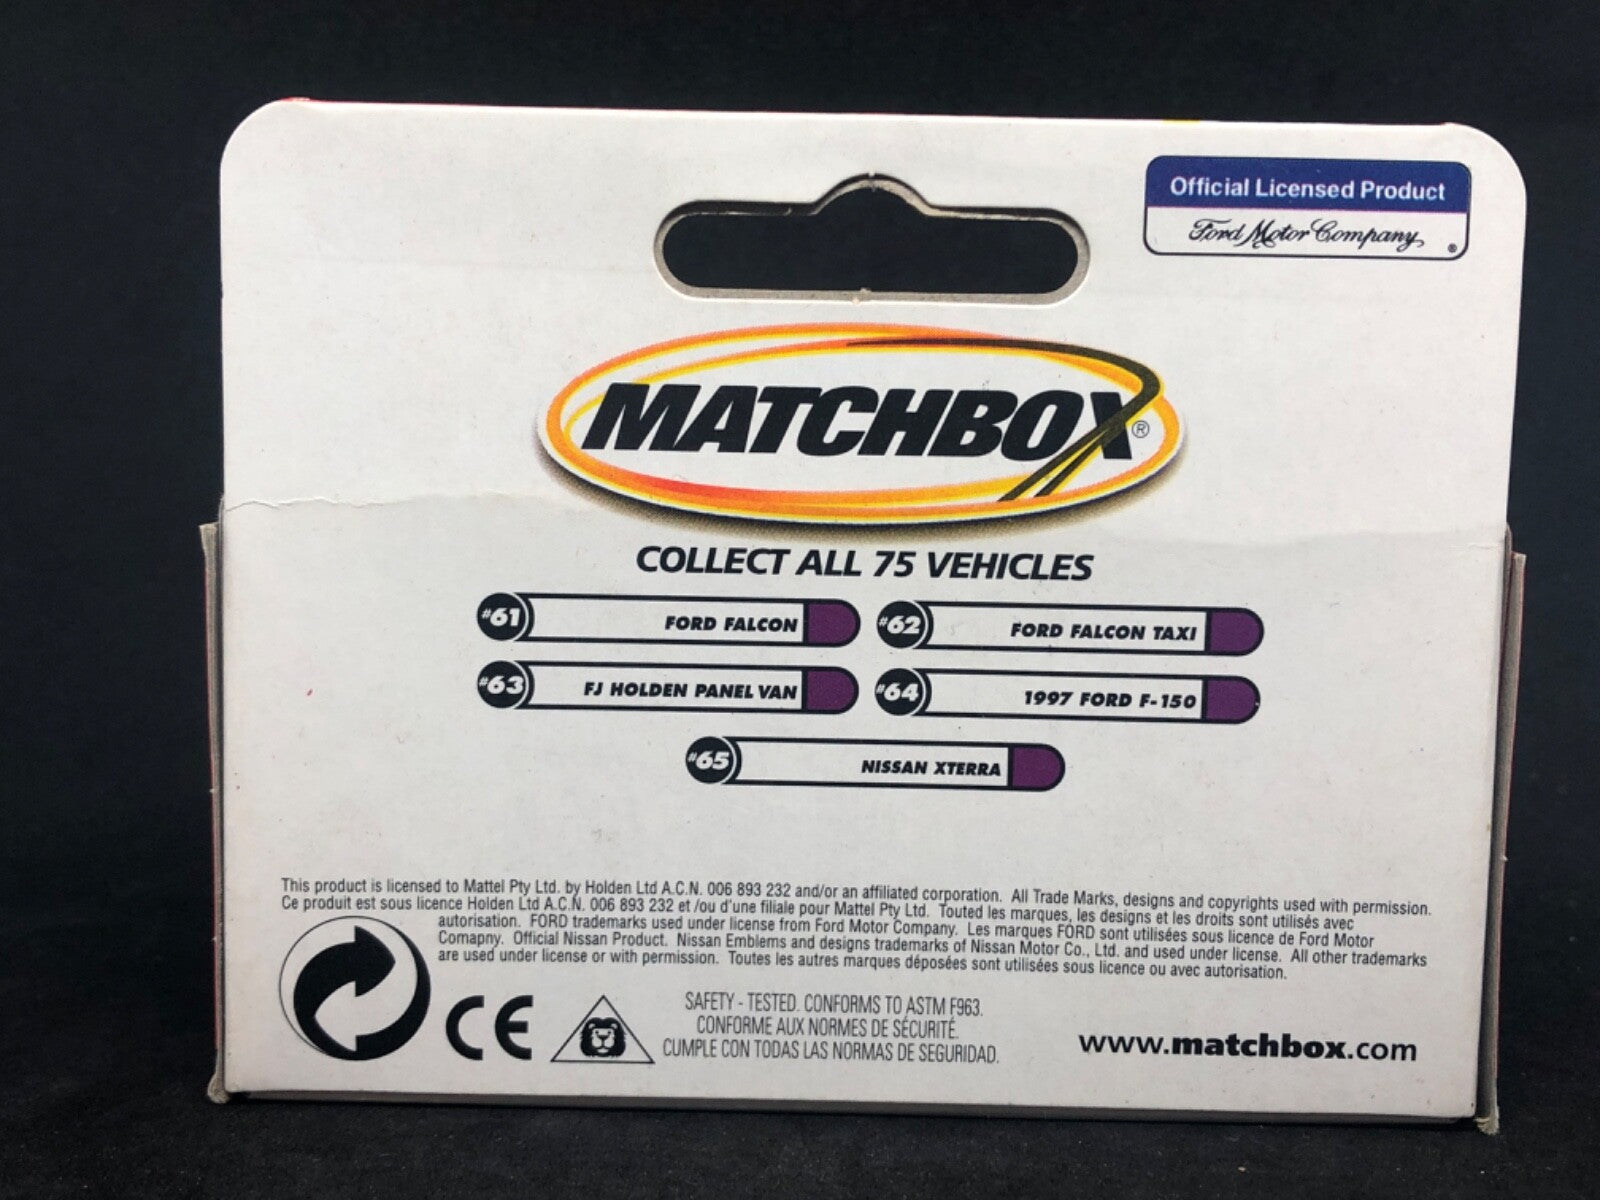 Official Licensed Product
Ford Motor Company ®
MATCHBOX®
COLLECT ALL 75 VEHICLES
#61 FORD FALCON
#62 FORD FALCON TAXI
#63 FJ HOLDEN PANEL VAN
#64 1997 FORD F-150
#65 NISSAN XTERRA
This product is licensed to Mattel Pty Ltd. by Holden Ltd A.C.N. 006 893 232 and/or an affiliated corporation. All Trade Marks, designs and copyrights used with permission.
Ce produit est sous licence Holden Ltd A.C.N. 006 893 232 et /ou d'une filiale pour Mattel Pty Ltd. Touted les marques, les designs et les droits sont utilisés avec
autorisation. FORD trademarks used under license from Ford Motor Company. Les marques FORD sont utilisées sous licence de Ford Motor
Comapny. Official Nissan Product. Nissan Emblems and designs trademarks of Nissan Motor Co., Ltd. and used under license. All other trademarks
are used under license or with permission. Toutes les autres marques déposées sont utilisées sous licence ou avec autorisation.
CE
SAFETY - TESTED. CONFORMS TO ASTM F963.
CONFORME AUX NORMES DE SÉCURITÉ.
CUMPLE CON TODAS LAS NORMAS DE SEGURIDAD.
www.matchbox.com